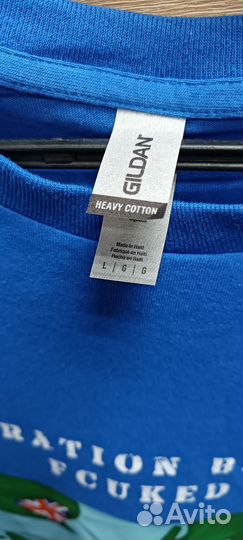 GILDAN
HEAVY COTTON
Made in Haiti
Fabriqué en Haïti
Hecho en Haití
L | G | G
RATION B
FCUKED
Avito